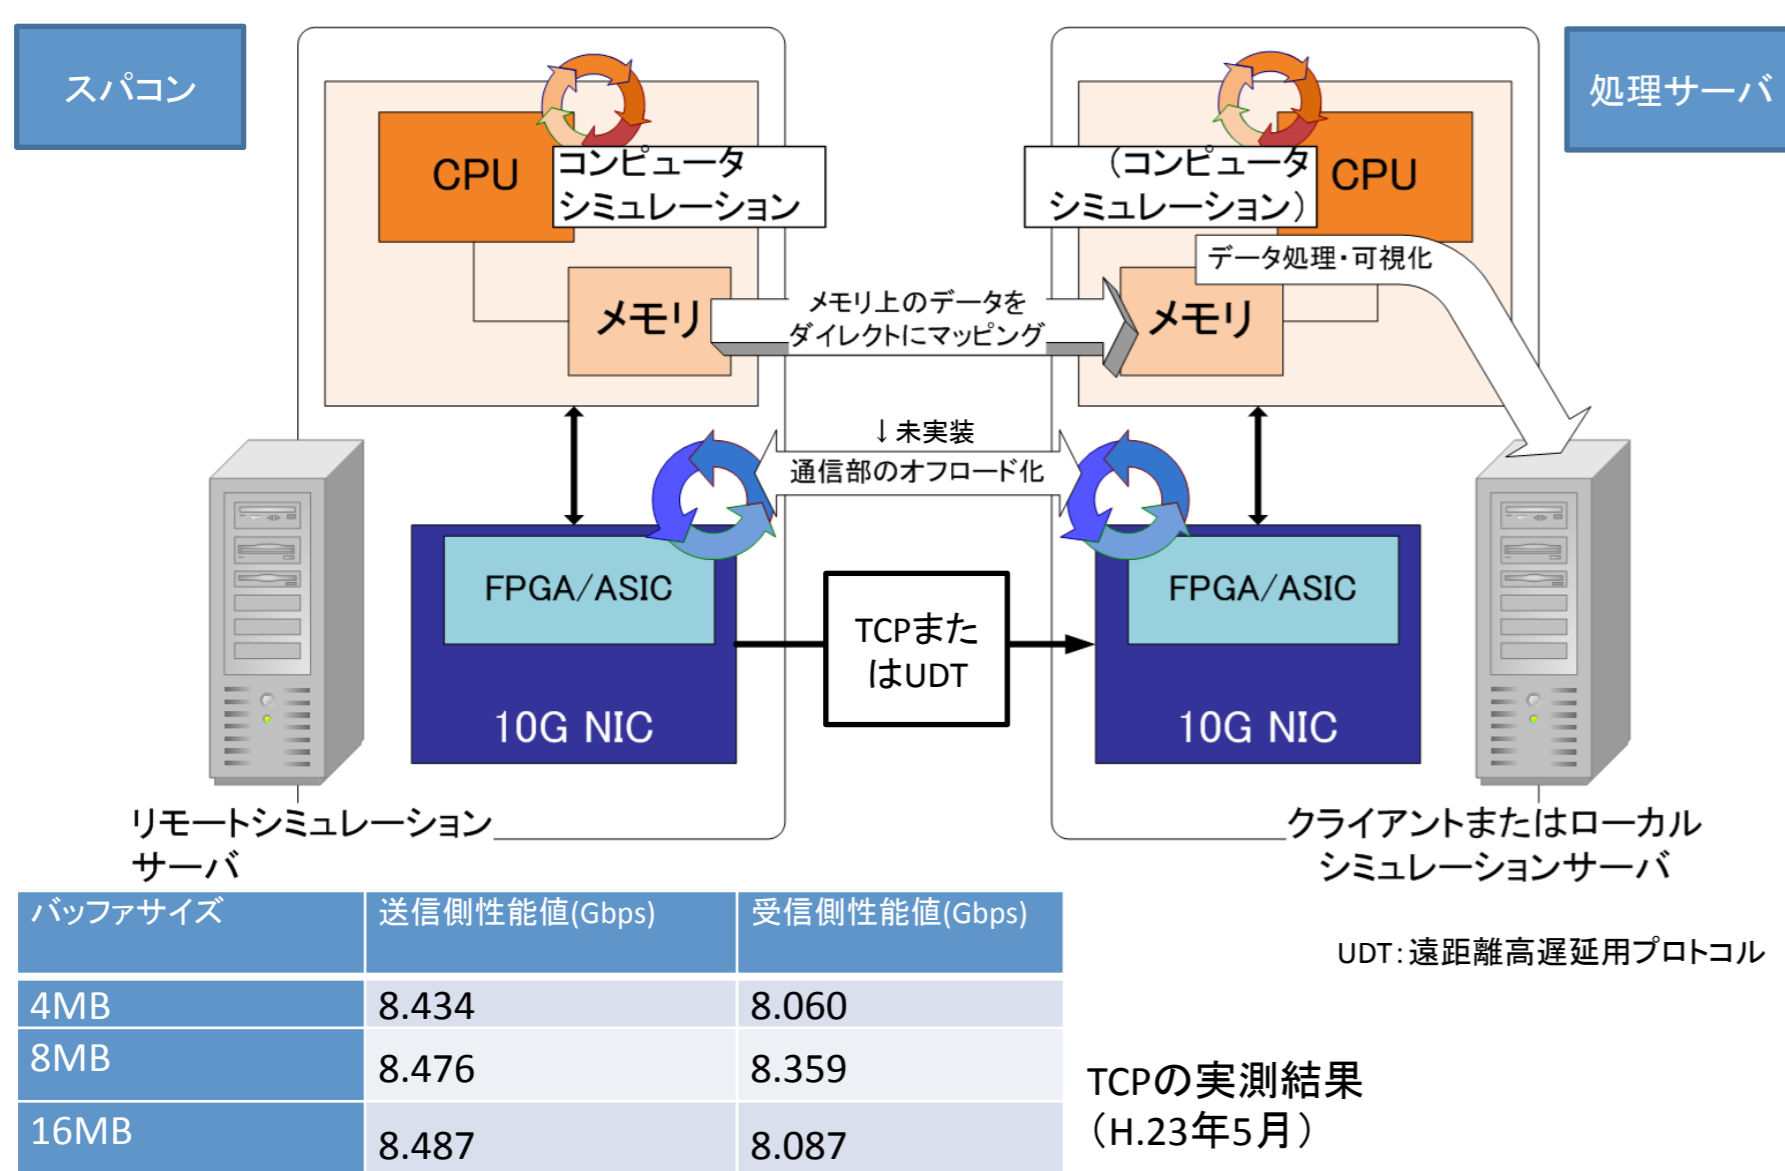 スパコン
処理サーバ
CPU
コンピュータ
シミュレーション
（コンピュータ
シミュレーション）
CPU
データ処理・可視化
メモリ
メモリ上のデータを
ダイレクトにマッピング
メモリ
↓未実装
通信部のオフロード化
FPGA/ASIC
FPGA/ASIC
TCPまた
はUDT
10G NIC
10G NIC
リモートシミュレーション
サーバ
クライアントまたはローカル
シミュレーションサーバ
バッファサイズ 送信側性能値(Gbps) 受信側性能値(Gbps)
4MB 8.434 8.060
8MB 8.476 8.359
16MB 8.487 8.087
UDT：遠距離高遅延用プロトコル
TCPの実測結果
（H.23年5月）